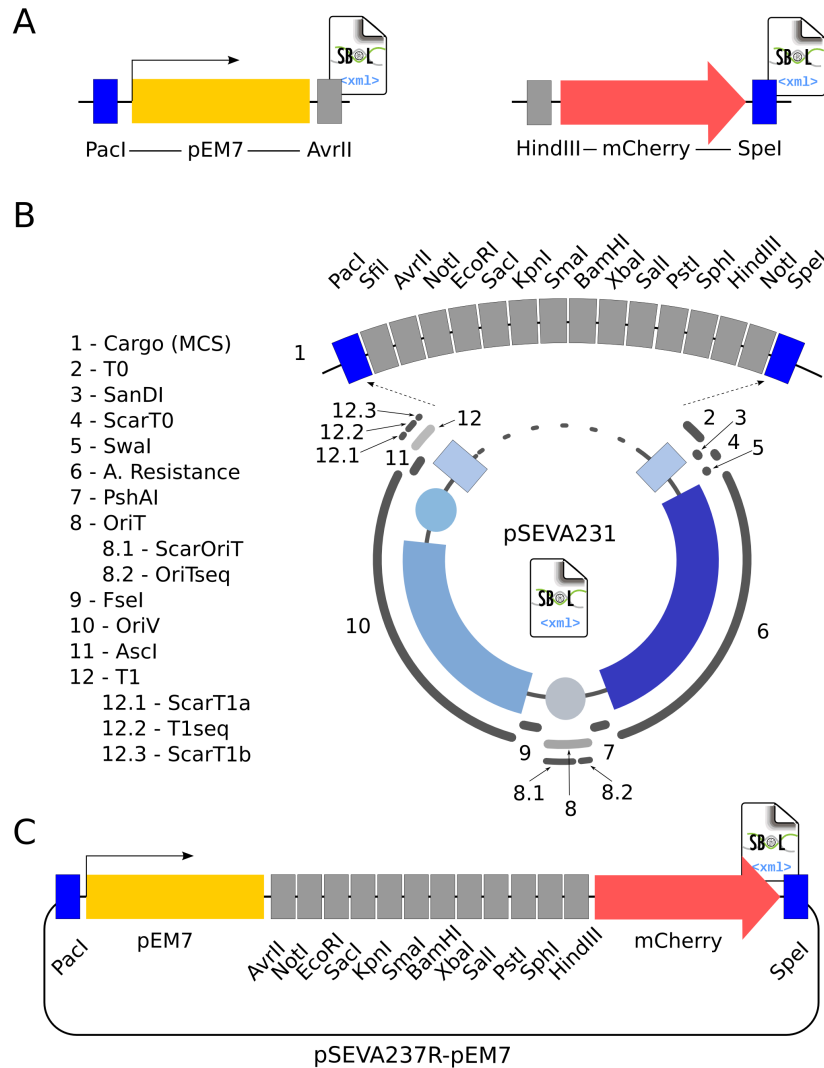 A
SBOL
<xml>
SBOL
<xml>
PacI pEM7 AvrII
HindIII mCherry SpeI
B
PacI
SfiI
AvrII
NotI
EcoRI
SacI
KpnI
SmaI
BamHI
XbaI
SalI
PstI
SphI
HindIII
NotI
SpeI
1
1 - Cargo (MCS)
2 - T0
3 - SanDI
4 - ScarT0
5 - SwaI
6 - A. Resistance
7 - PshAI
8 - OriT
8.1 - ScarOriT
8.2 - OriTseq
9 - FseI
10 - OriV
11 - AscI
12 - T1
12.1 - ScarT1a
12.2 - T1seq
12.3 - ScarT1b
12.3
12.2
12.1
12
11
2
3
4
5
pSEVA231
SBOL
<xml>
10
6
9
7
8.1
8
8.2
C
SBOL
<xml>
PacI
pEM7
AvrII
NotI
EcoRI
SacI
KpnI
SmaI
BamHI
XbaI
SalI
PstI
SphI
HindIII
mCherry
SpeI
pSEVA237R-pEM7